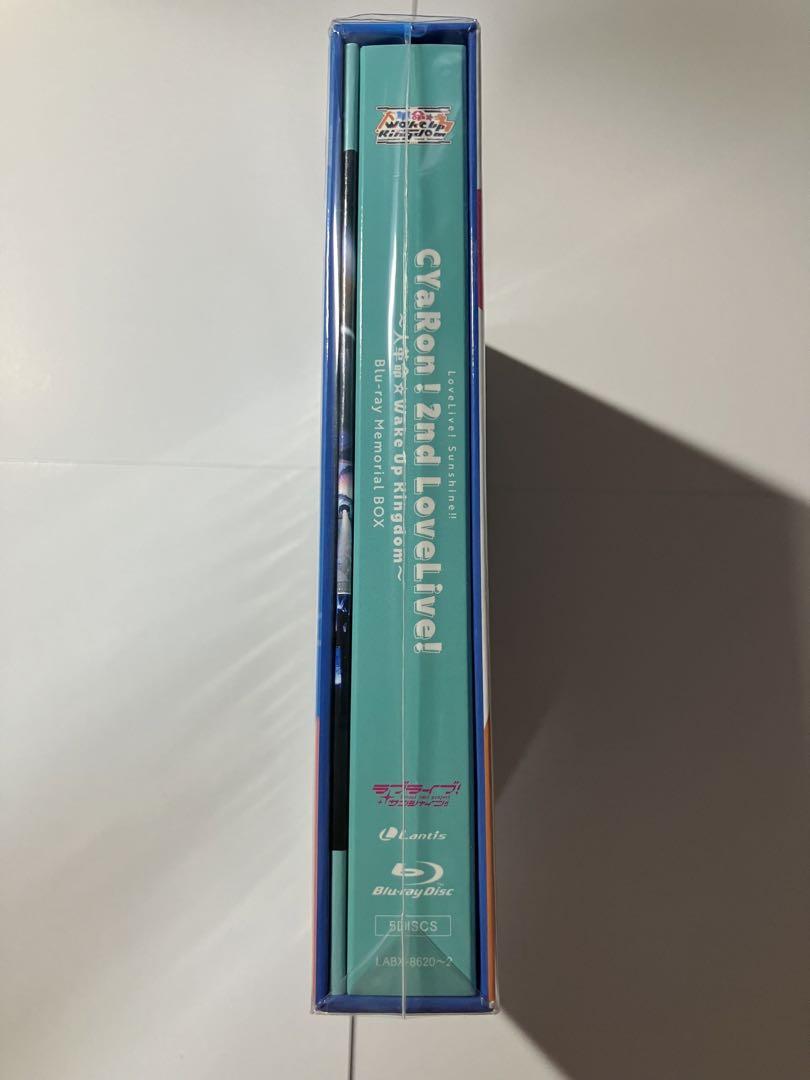 Wake Up
Kingdom
LoveLive! Sunshine!!
CYaRon! 2nd LoveLive!
～大革命☆Wake Up Kingdom～
Blu-ray Memorial BOX
ラブライブ!
サンシャイン!!
Lantis
Blu-ray Disc
5DISCS
LABX-8620～2